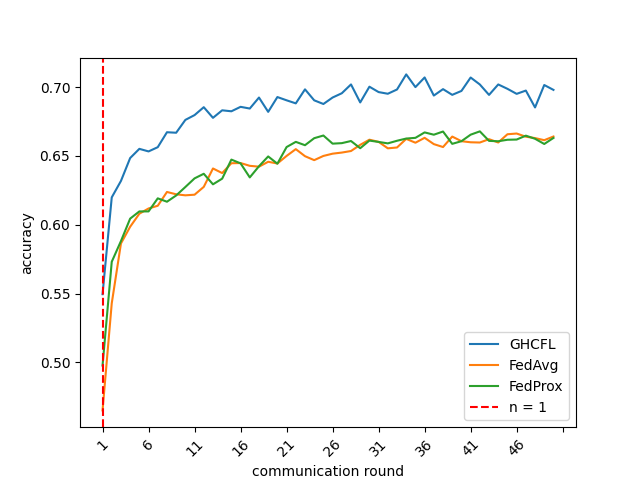 0.70
0.65
0.60
0.55
0.50
accuracy
GHCFL
FedAvg
FedProx
n = 1
1
6
11
16
21
26
31
36
41
46
communication round